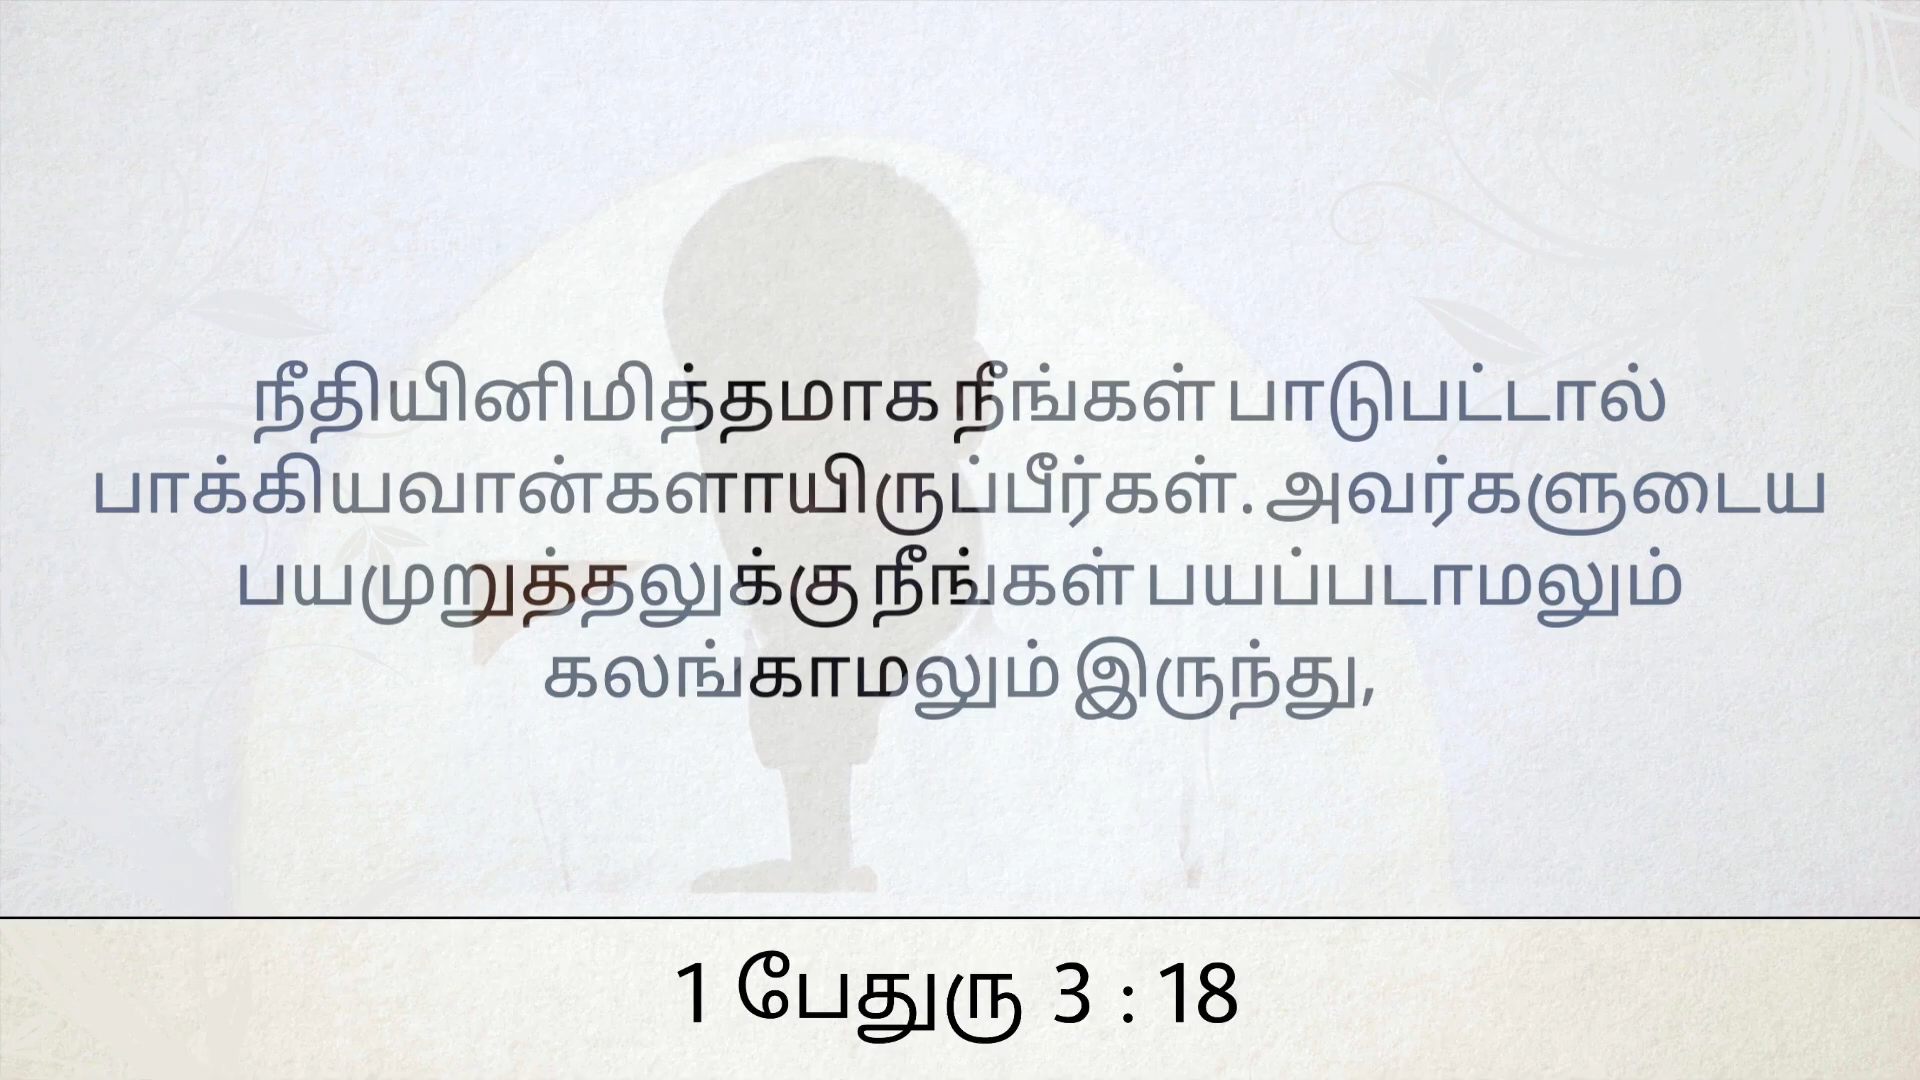 நீதியினிமித்தமாக நீங்கள் பாடுபட்டால்
பாக்கியவான்களாயிருப்பீர்கள். அவர்களுடைய
பயமுறுத்தலுக்கு நீங்கள் பயப்படாமலும்
கலங்காமலும் இருந்து,
1 பேதுரு 3 : 18